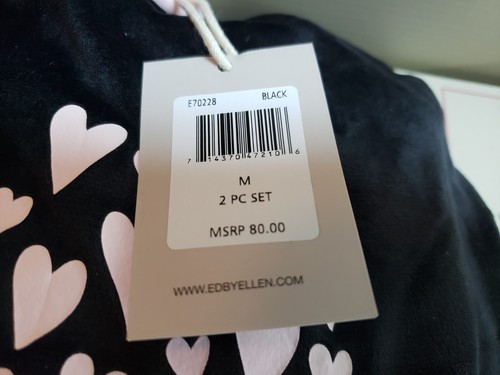 E70228 BLACK
7 14370 47210 6
M
2 PC SET
MSRP 80.00
WWW.EDBYELLEN.COM